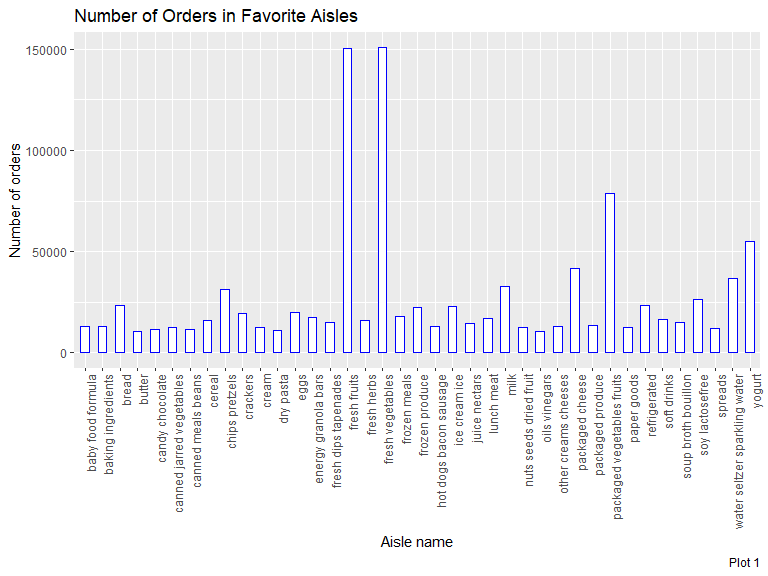 Number of Orders in Favorite Aisles
Number of orders
150000
100000
50000
0
baby food formula
baking ingredients
bread
butter
candy chocolate
canned jarred vegetables
canned meals beans
cereal
chips pretzels
crackers
cream
dry pasta
eggs
energy granola bars
fresh dips tapenades
fresh fruits
fresh herbs
fresh vegetables
frozen meals
frozen produce
hot dogs bacon sausage
ice cream ice
juice nectars
lunch meat
milk
nuts seeds dried fruit
oils vinegars
other creams cheeses
packaged cheese
packaged produce
packaged vegetables fruits
paper goods
refrigerated
soft drinks
soup broth bouillon
soy lactosefree
spreads
water seltzer sparkling water
yogurt
Aisle name
Plot 1